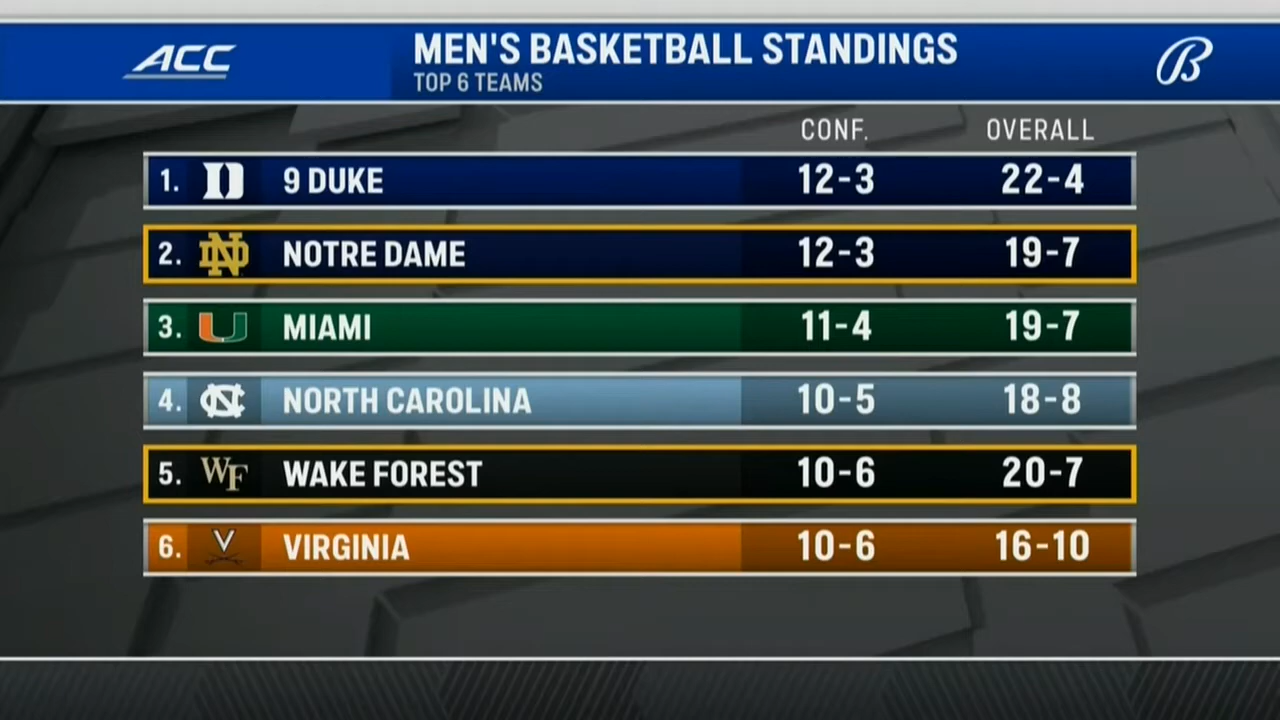 ACC
MEN'S BASKETBALL STANDINGS
TOP 6 TEAMS
B
CONF. OVERALL
1. D 9 DUKE 12-3 22-4
2. ND NOTRE DAME 12-3 19-7
3. U MIAMI 11-4 19-7
4. NC NORTH CAROLINA 10-5 18-8
5. WF WAKE FOREST 10-6 20-7
6. V VIRGINIA 10-6 16-10